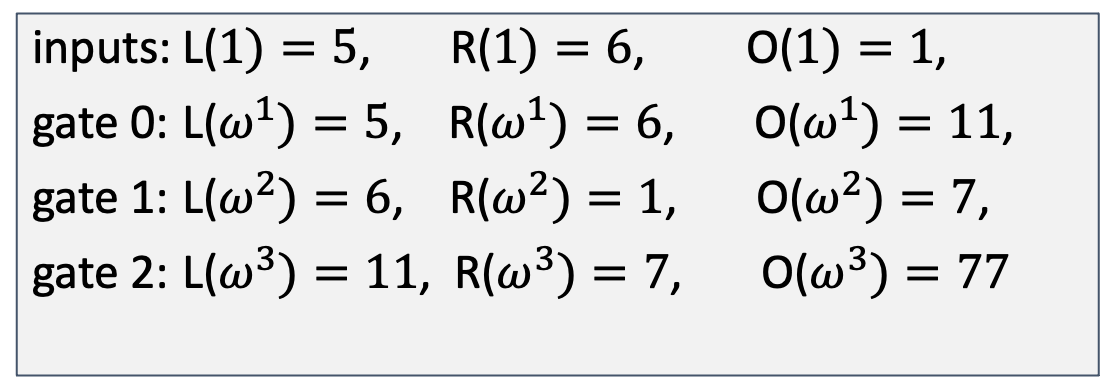 inputs: L(1) = 5, R(1) = 6, O(1) = 1,
gate 0: L(ω¹) = 5, R(ω¹) = 6, O(ω¹) = 11,
gate 1: L(ω²) = 6, R(ω²) = 1, O(ω²) = 7,
gate 2: L(ω³) = 11, R(ω³) = 7, O(ω³) = 77